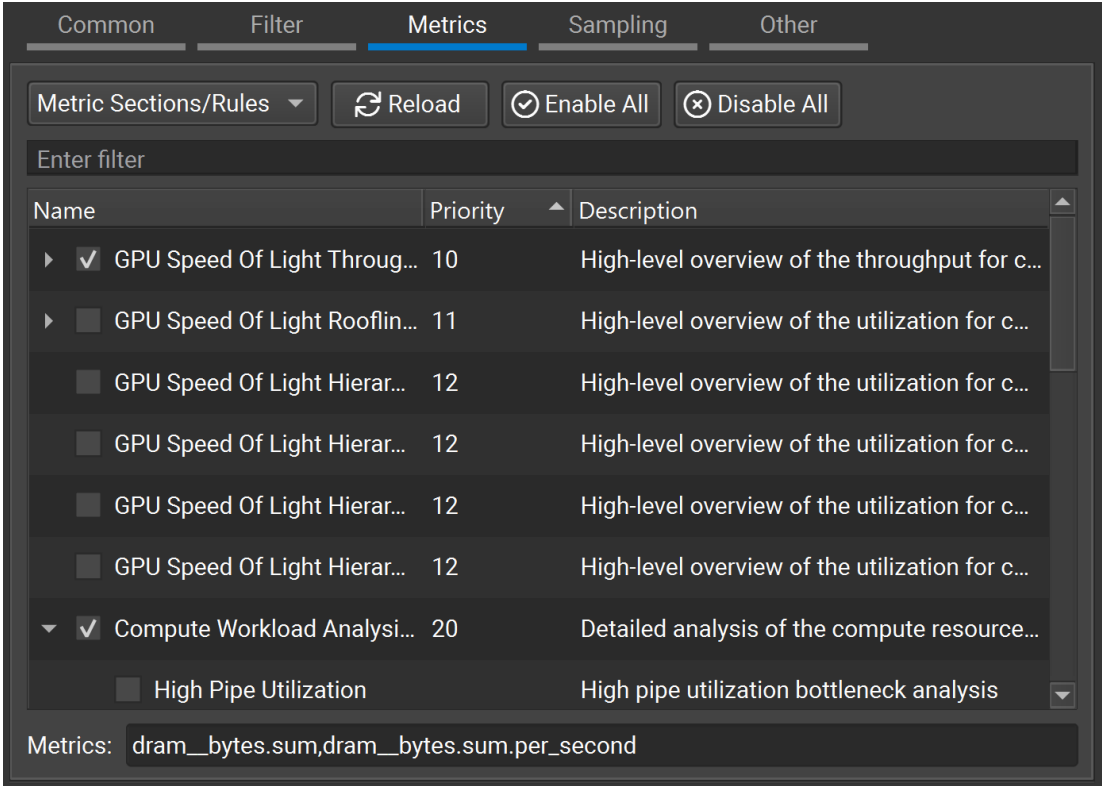 Common Filter Metrics Sampling Other
Metric Sections/Rules Reload Enable All Disable All
Enter filter
Name Priority Description
GPU Speed Of Light Throug... 10 High-level overview of the throughput for c...
GPU Speed Of Light Rooflin... 11 High-level overview of the utilization for c...
GPU Speed Of Light Hierar... 12 High-level overview of the utilization for c...
GPU Speed Of Light Hierar... 12 High-level overview of the utilization for c...
GPU Speed Of Light Hierar... 12 High-level overview of the utilization for c...
GPU Speed Of Light Hierar... 12 High-level overview of the utilization for c...
Compute Workload Analysi... 20 Detailed analysis of the compute resource...
High Pipe Utilization High pipe utilization bottleneck analysis
Metrics: dram__bytes.sum,dram__bytes.sum.per_second